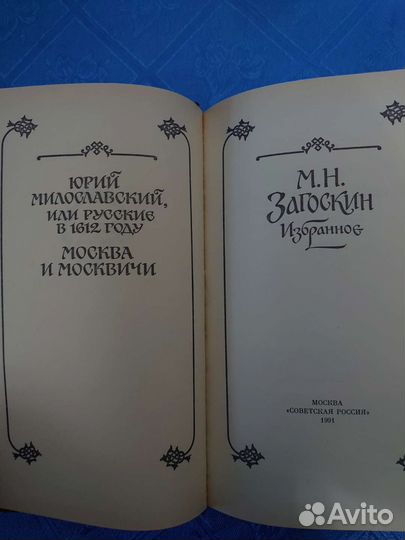 ЮРИЙ
МИЛОСЛАВСКИЙ,
ИЛИ РУССКИЕ
В 1612 ГОДУ
МОСКВА
И МОСКВИЧИ
М.Н.
ЗАГОСКИН
Избранное
МОСКВА
«СОВЕТСКАЯ РОССИЯ»
1991
Avito